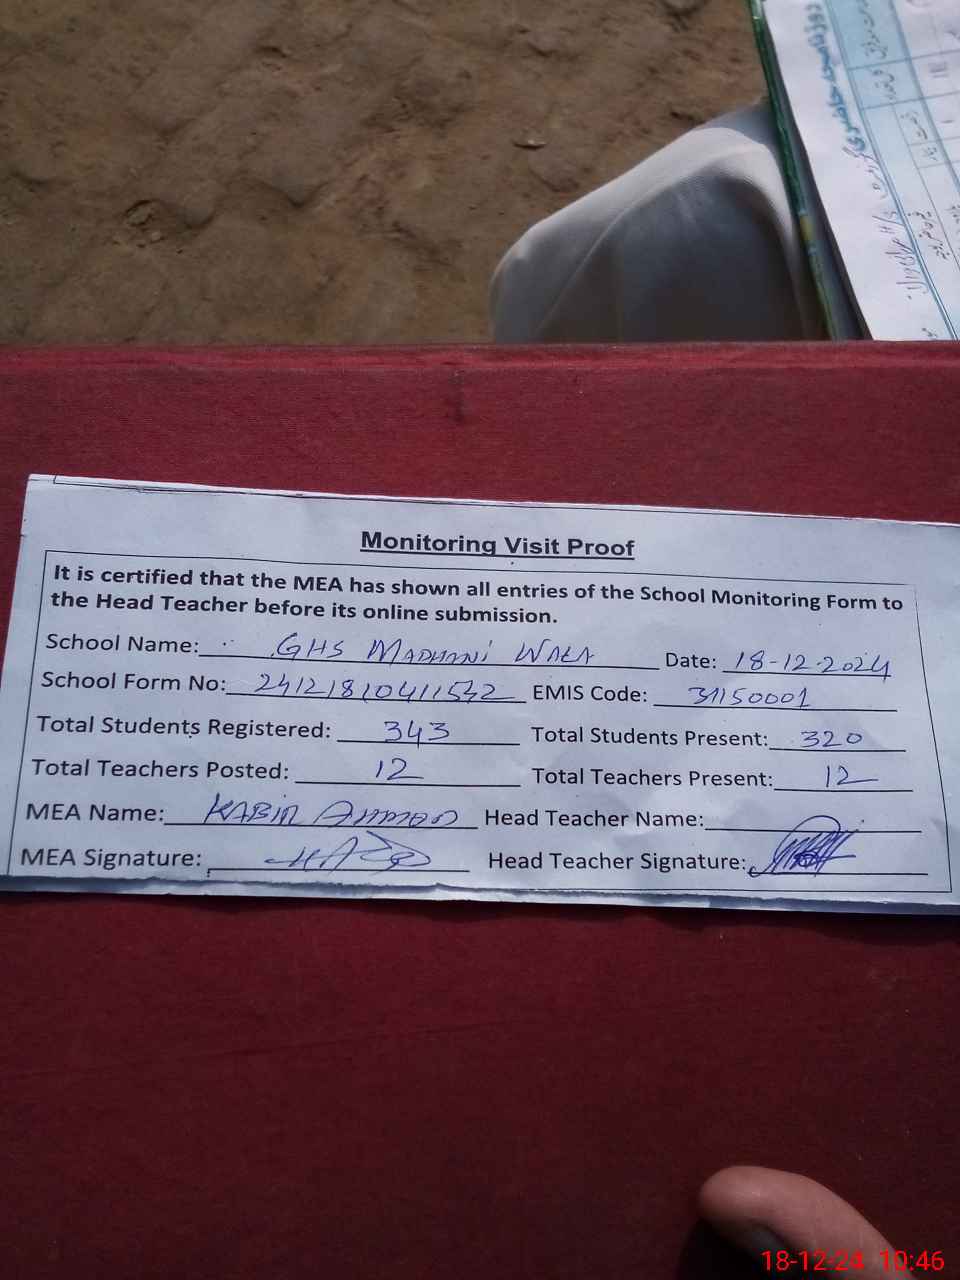 دوزنامچہ حاضری
Monitoring Visit Proof
It is certified that the MEA has shown all entries of the School Monitoring Form to
the Head Teacher before its online submission.
School Name: GHS MADHANI WALA Date: 18-12-2024
School Form No: 24121810411542 EMIS Code: 31150001
Total Students Registered: 343 Total Students Present: 320
Total Teachers Posted: 12 Total Teachers Present: 12
MEA Name: KABIR AHMAD Head Teacher Name:
MEA Signature: Head Teacher Signature:
18-12-24 10:46